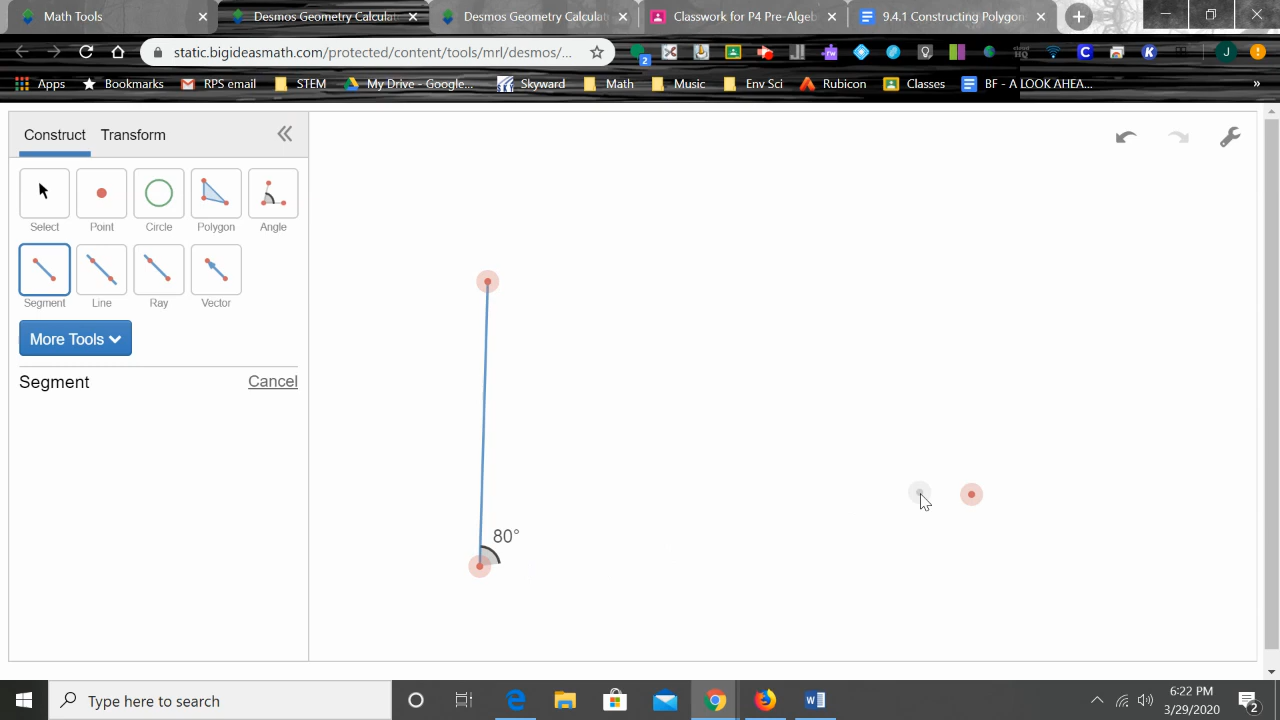 Math Tools
Desmos Geometry Calculat
Desmos Geometry Calculat
Classwork for P4 Pre-Algeb
9.4.1 Constructing Polygon
static.bigideasmath.com/protected/content/tools/mrl/desmos/...
2
J
Apps
Bookmarks
RPS email
STEM
My Drive - Google...
Skyward
Math
Music
Env Sci
Rubicon
Classes
BF - A LOOK AHEA...
»
Construct
Transform
Select
Point
Circle
Polygon
Angle
Segment
Line
Ray
Vector
More Tools
Segment
Cancel
80°
Type here to search
6:22 PM
3/29/2020
2